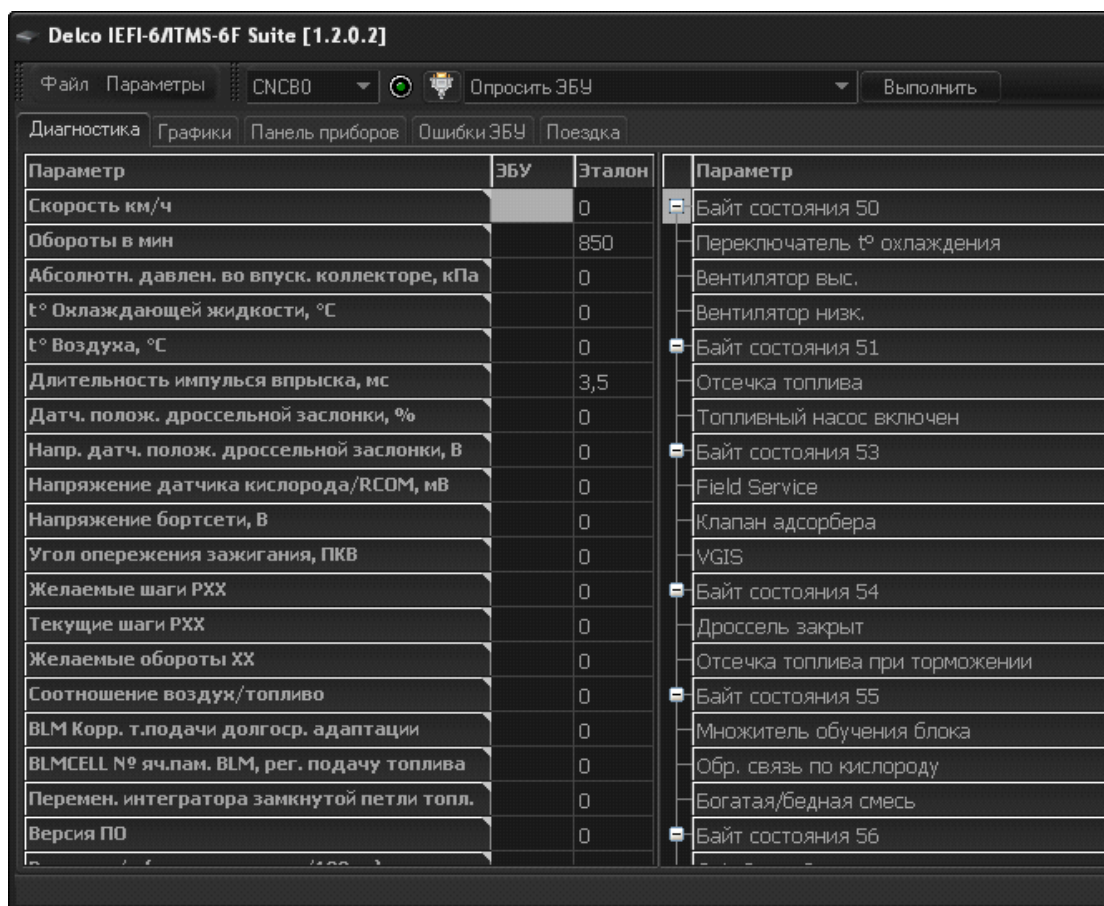 Delco IEFI-6/ITMS-6F Suite [1.2.0.2]
Файл Параметры CNCB0 Опросить ЭБУ Выполнить
Диагностика Графики Панель приборов Ошибки ЭБУ Поездка
Параметр ЭБУ Эталон Параметр
Скорость км/ч 0 Байт состояния 50
Обороты в мин 850 Переключатель t° охлаждения
Абсолютн. давлен. во впуск. коллекторе, кПа 0 Вентилятор выс.
t° Охлаждающей жидкости, °C 0 Вентилятор низк.
t° Воздуха, °C 0 Байт состояния 51
Длительность импулься впрыска, мс 3,5 Отсечка топлива
Датч. полож. дроссельной заслонки, % 0 Топливный насос включен
Напр. датч. полож. дроссельной заслонки, В 0 Байт состояния 53
Напряжение датчика кислорода/RCOM, мВ 0 Field Service
Напряжение бортсети, В 0 Клапан адсорбера
Угол опережения зажигания, ПКВ 0 VGIS
Желаемые шаги РХХ 0 Байт состояния 54
Текущие шаги РХХ 0 Дроссель закрыт
Желаемые обороты ХХ 0 Отсечка топлива при торможении
Соотношение воздух/топливо 0 Байт состояния 55
BLM Корр. т.подачи долгоср. адаптации 0 Множитель обучения блока
BLMCELL № яч.пам. BLM, рег. подачу топлива 0 Обр. связь по кислороду
Перемен. интегратора замкнутой петли топл. 0 Богатая/бедная смесь
Версия ПО 0 Байт состояния 56